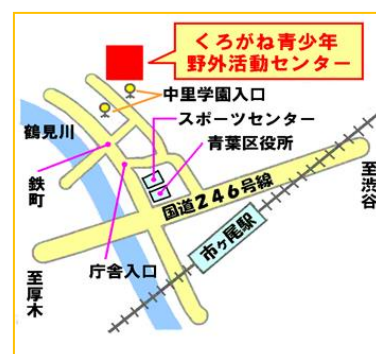 くろがね青少年
野外活動センター
中里学園入口
スポーツセンター
青葉区役所
鶴見川
鉄町
国道246号線
至渋谷
市ヶ尾駅
庁舎入口
至厚木